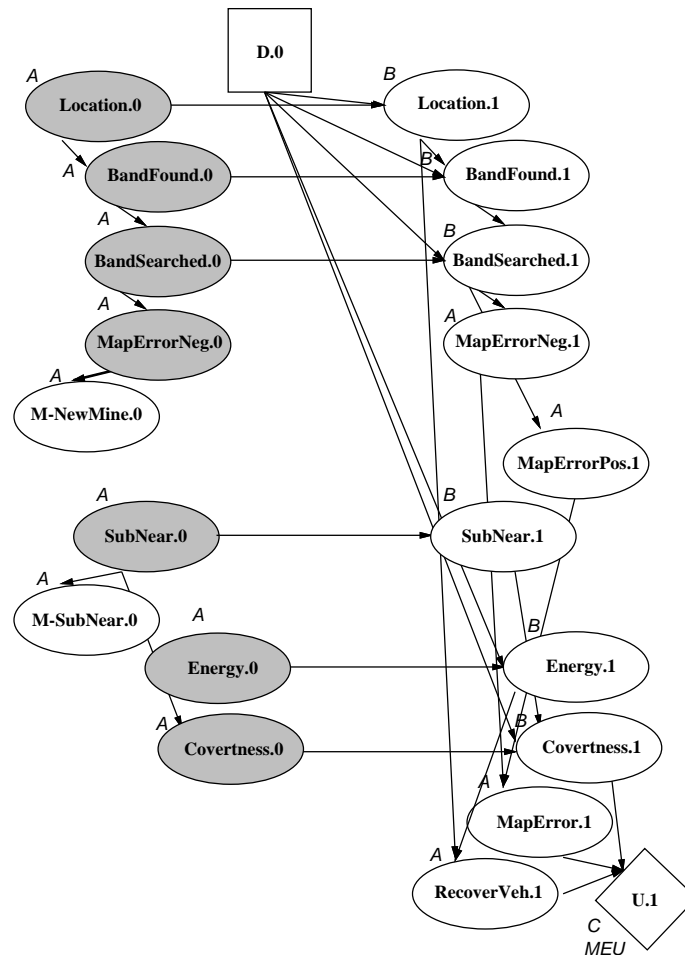 D.0
A
B
Location.0
Location.1
A
B
BandFound.0
BandFound.1
A
B
BandSearched.0
BandSearched.1
A
A
MapErrorNeg.0
MapErrorNeg.1
A
M-NewMine.0
A
MapErrorPos.1
A
B
SubNear.0
SubNear.1
A
M-SubNear.0
A
B
Energy.0
Energy.1
A
B
Covertness.0
Covertness.1
A
MapError.1
A
RecoverVeh.1
U.1
C
MEU